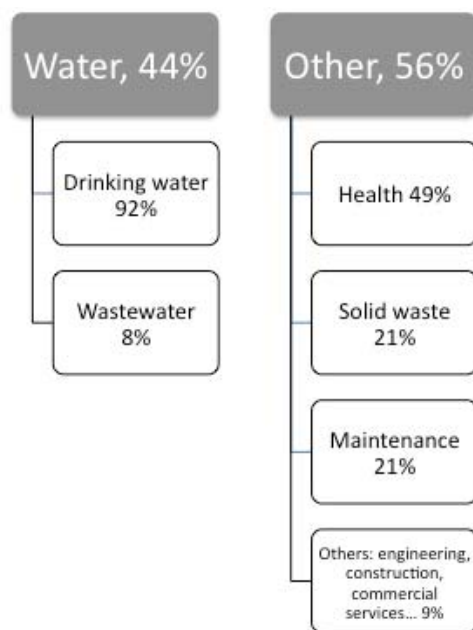 Water, 44%
Drinking water
92%
Wastewater
8%
Other, 56%
Health 49%
Solid waste
21%
Maintenance
21%
Others: engineering,
construction,
commercial
services... 9%